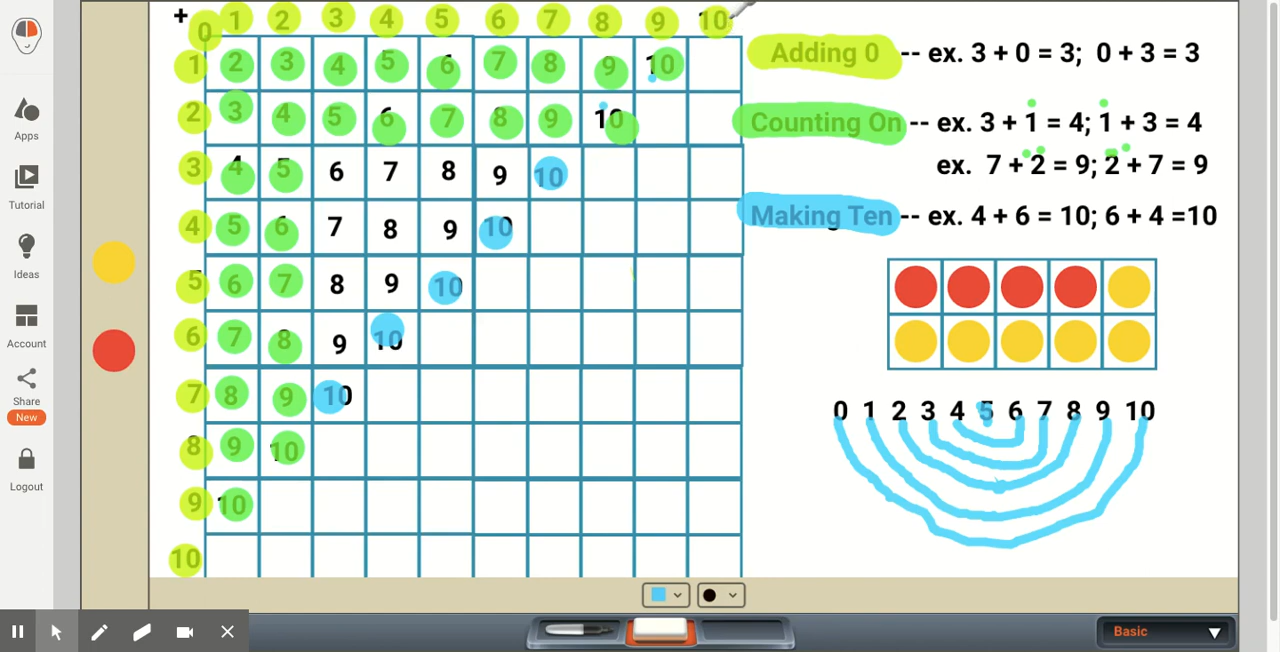 + 0 1 2 3 4 5 6 7 8 9 10
1 2 3 4 5 6 7 8 9 10
2 3 4 5 6 7 8 9 10
3 4 5 6 7 8 9 10
4 5 6 7 8 9 10
5 6 7 8 9 10
6 7 8 9 10
7 8 9 10
8 9 10
9 10
10
Adding 0 -- ex. 3 + 0 = 3; 0 + 3 = 3
Counting On -- ex. 3 + 1 = 4; 1 + 3 = 4
ex. 7 + 2 = 9; 2 + 7 = 9
Making Ten -- ex. 4 + 6 = 10; 6 + 4 =10
0 1 2 3 4 5 6 7 8 9 10
Apps
Tutorial
Ideas
Account
Share
New
Logout
Basic